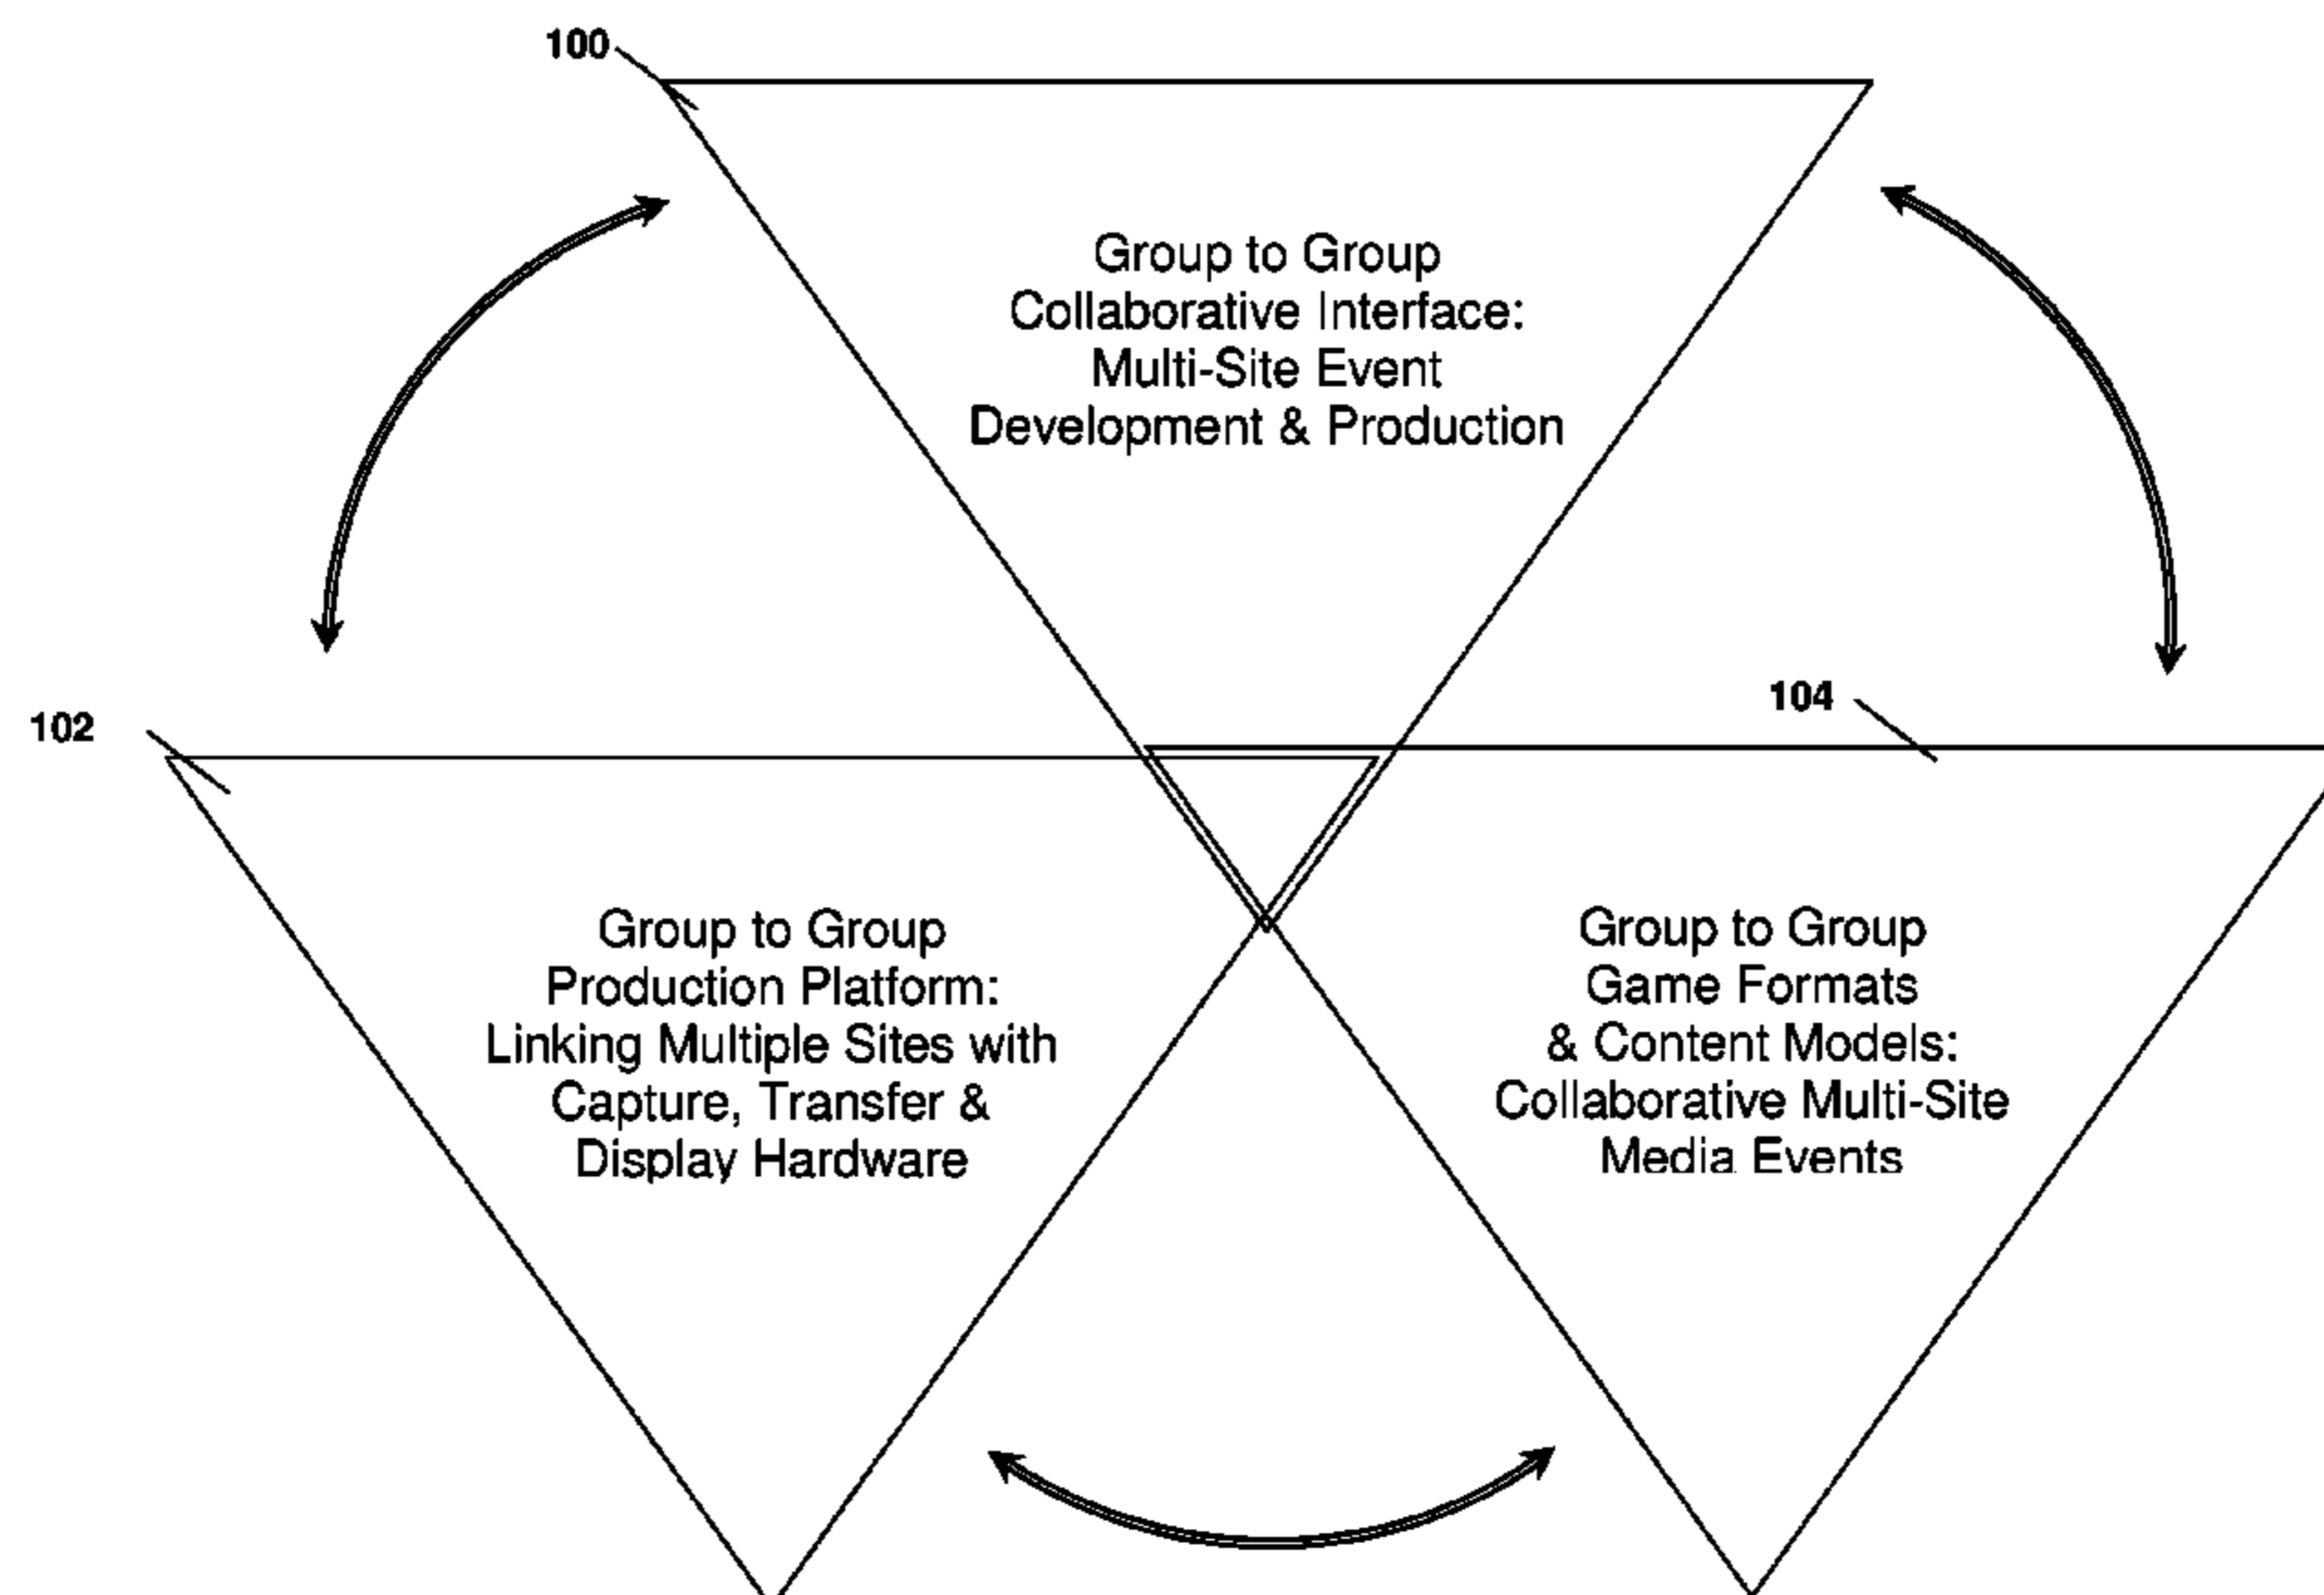 100
Group to Group
Collaborative Interface:
Multi-Site Event
Development & Production
102
104
Group to Group
Production Platform:
Linking Multiple Sites with
Capture, Transfer &
Display Hardware
Group to Group
Game Formats
& Content Models:
Collaborative Multi-Site
Media Events